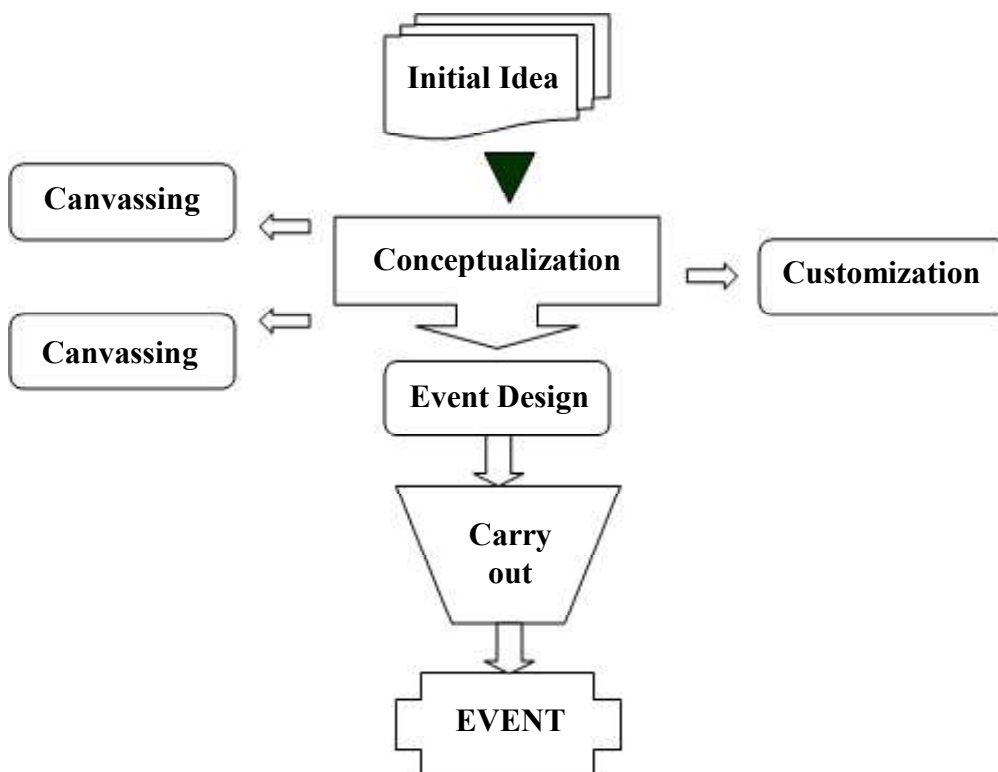 Initial Idea
Canvassing
Conceptualization
Customization
Canvassing
Event Design
Carry
out
EVENT